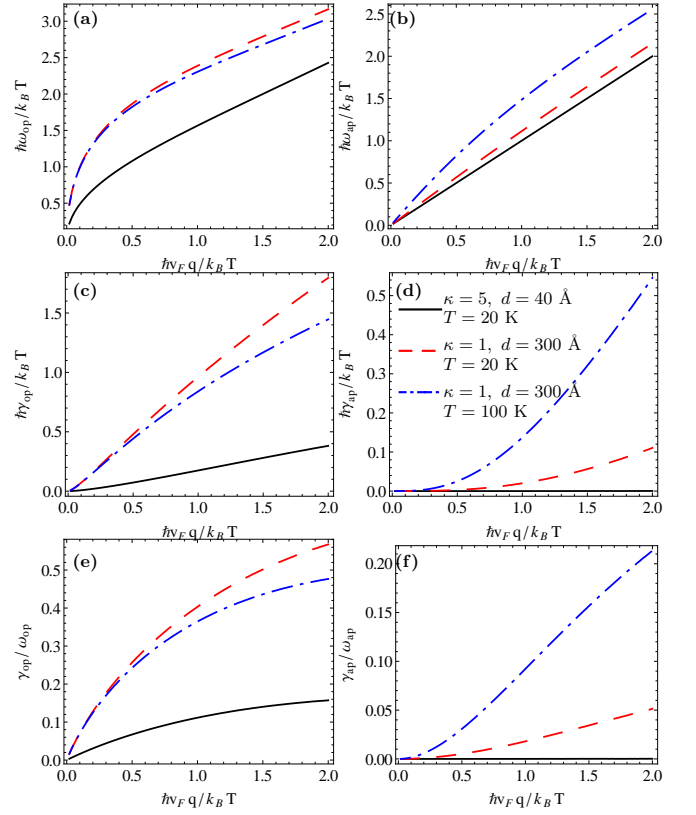 (a)
ħω_op/k_B T
3.0
2.5
2.0
1.5
1.0
0.5
0.0
0.0 0.5 1.0 1.5 2.0
ħv_F q/k_B T
(b)
ħω_ap/k_B T
2.5
2.0
1.5
1.0
0.5
0.0
0.0 0.5 1.0 1.5 2.0
ħv_F q/k_B T
(c)
ħγ_op/k_B T
1.5
1.0
0.5
0.0
0.0 0.5 1.0 1.5 2.0
ħv_F q/k_B T
(d)
ħγ_ap/k_B T
0.5
0.4
0.3
0.2
0.1
0.0
κ = 5, d = 40 Å
T = 20 K
κ = 1, d = 300 Å
T = 20 K
κ = 1, d = 300 Å
T = 100 K
0.0 0.5 1.0 1.5 2.0
ħv_F q/k_B T
(e)
γ_op/ω_op
0.5
0.4
0.3
0.2
0.1
0.0
0.0 0.5 1.0 1.5 2.0
ħv_F q/k_B T
(f)
γ_ap/ω_ap
0.20
0.15
0.10
0.05
0.00
0.0 0.5 1.0 1.5 2.0
ħv_F q/k_B T